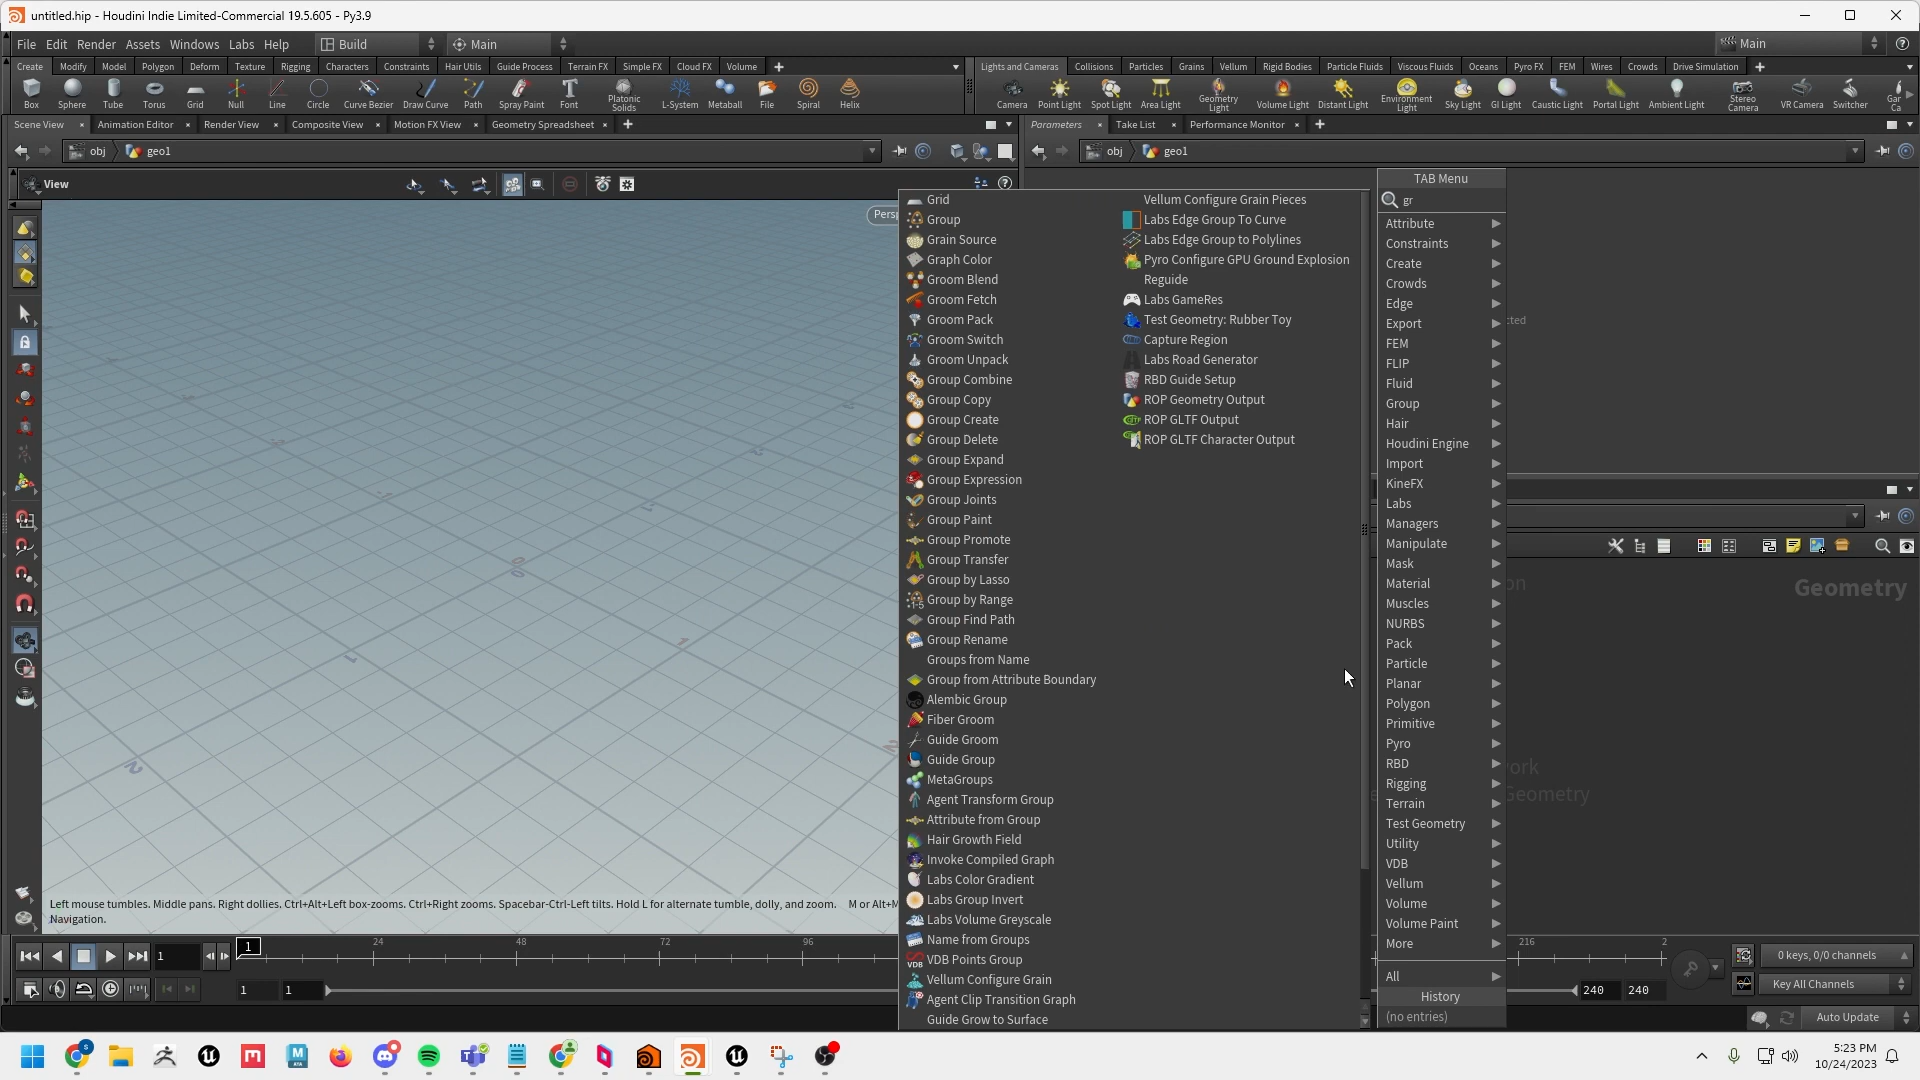 untitled.hip - Houdini Indie Limited-Commercial 19.5.605 - Py3.9
File Edit Render Assets Windows Labs Help Build Main Main
Create Modify Model Polygon Deform Texture Rigging Characters Constraints Hair Utils Guide Process Terrain FX Simple FX Cloud FX Volume
Lights and Cameras Collisions Particles Grains Vellum Rigid Bodies Particle Fluids Viscous Fluids Oceans Pyro FX FEM Wires Crowds Drive Simulation
Box Sphere Tube Torus Grid Null Line Circle Curve Bezier Draw Curve Path Spray Paint Font Platonic Solids L-System Metaball File Spiral Helix
Camera Point Light Spot Light Area Light Geometry Light Volume Light Distant Light Environment Light Sky Light GI Light Caustic Light Portal Light Ambient Light Stereo Camera VR Camera Switcher Gar Ca
Scene View Animation Editor Render View Composite View Motion FX View Geometry Spreadsheet
Parameters Take List Performance Monitor
obj geo1
obj geo1
View
Persp
TAB Menu
gr
Grid
Group
Grain Source
Graph Color
Groom Blend
Groom Fetch
Groom Pack
Groom Switch
Groom Unpack
Group Combine
Group Copy
Group Create
Group Delete
Group Expand
Group Expression
Group Joints
Group Paint
Group Promote
Group Transfer
Group by Lasso
Group by Range
Group Find Path
Group Rename
Groups from Name
Group from Attribute Boundary
Alembic Group
Fiber Groom
Guide Groom
Guide Group
MetaGroups
Agent Transform Group
Attribute from Group
Hair Growth Field
Invoke Compiled Graph
Labs Color Gradient
Labs Group Invert
Labs Volume Greyscale
Name from Groups
VDB Points Group
Vellum Configure Grain
Agent Clip Transition Graph
Guide Grow to Surface
Vellum Configure Grain Pieces
Labs Edge Group To Curve
Labs Edge Group to Polylines
Pyro Configure GPU Ground Explosion
Reguide
Labs GameRes
Test Geometry: Rubber Toy
Capture Region
Labs Road Generator
RBD Guide Setup
ROP Geometry Output
ROP GLTF Output
ROP GLTF Character Output
Attribute
Constraints
Create
Crowds
Edge
Export
FEM
FLIP
Fluid
Group
Hair
Houdini Engine
Import
KineFX
Labs
Managers
Manipulate
Mask
Material
Muscles
NURBS
Pack
Particle
Planar
Polygon
Primitive
Pyro
RBD
Rigging
Terrain
Test Geometry
Utility
VDB
Vellum
Volume
Volume Paint
More
All
History
(no entries)
cted
Geometry
on
work
Geometry
Left mouse tumbles. Middle pans. Right dollies. Ctrl+Alt+Left box-zooms. Ctrl+Right zooms. Spacebar-Ctrl-Left tilts. Hold L for alternate tumble, dolly, and zoom. M or Alt+M
Navigation.
1 1 24 48 72 96 216 2
0 keys, 0/0 channels
1 1 240 240
Key All Channels
Auto Update
5:23 PM
10/24/2023